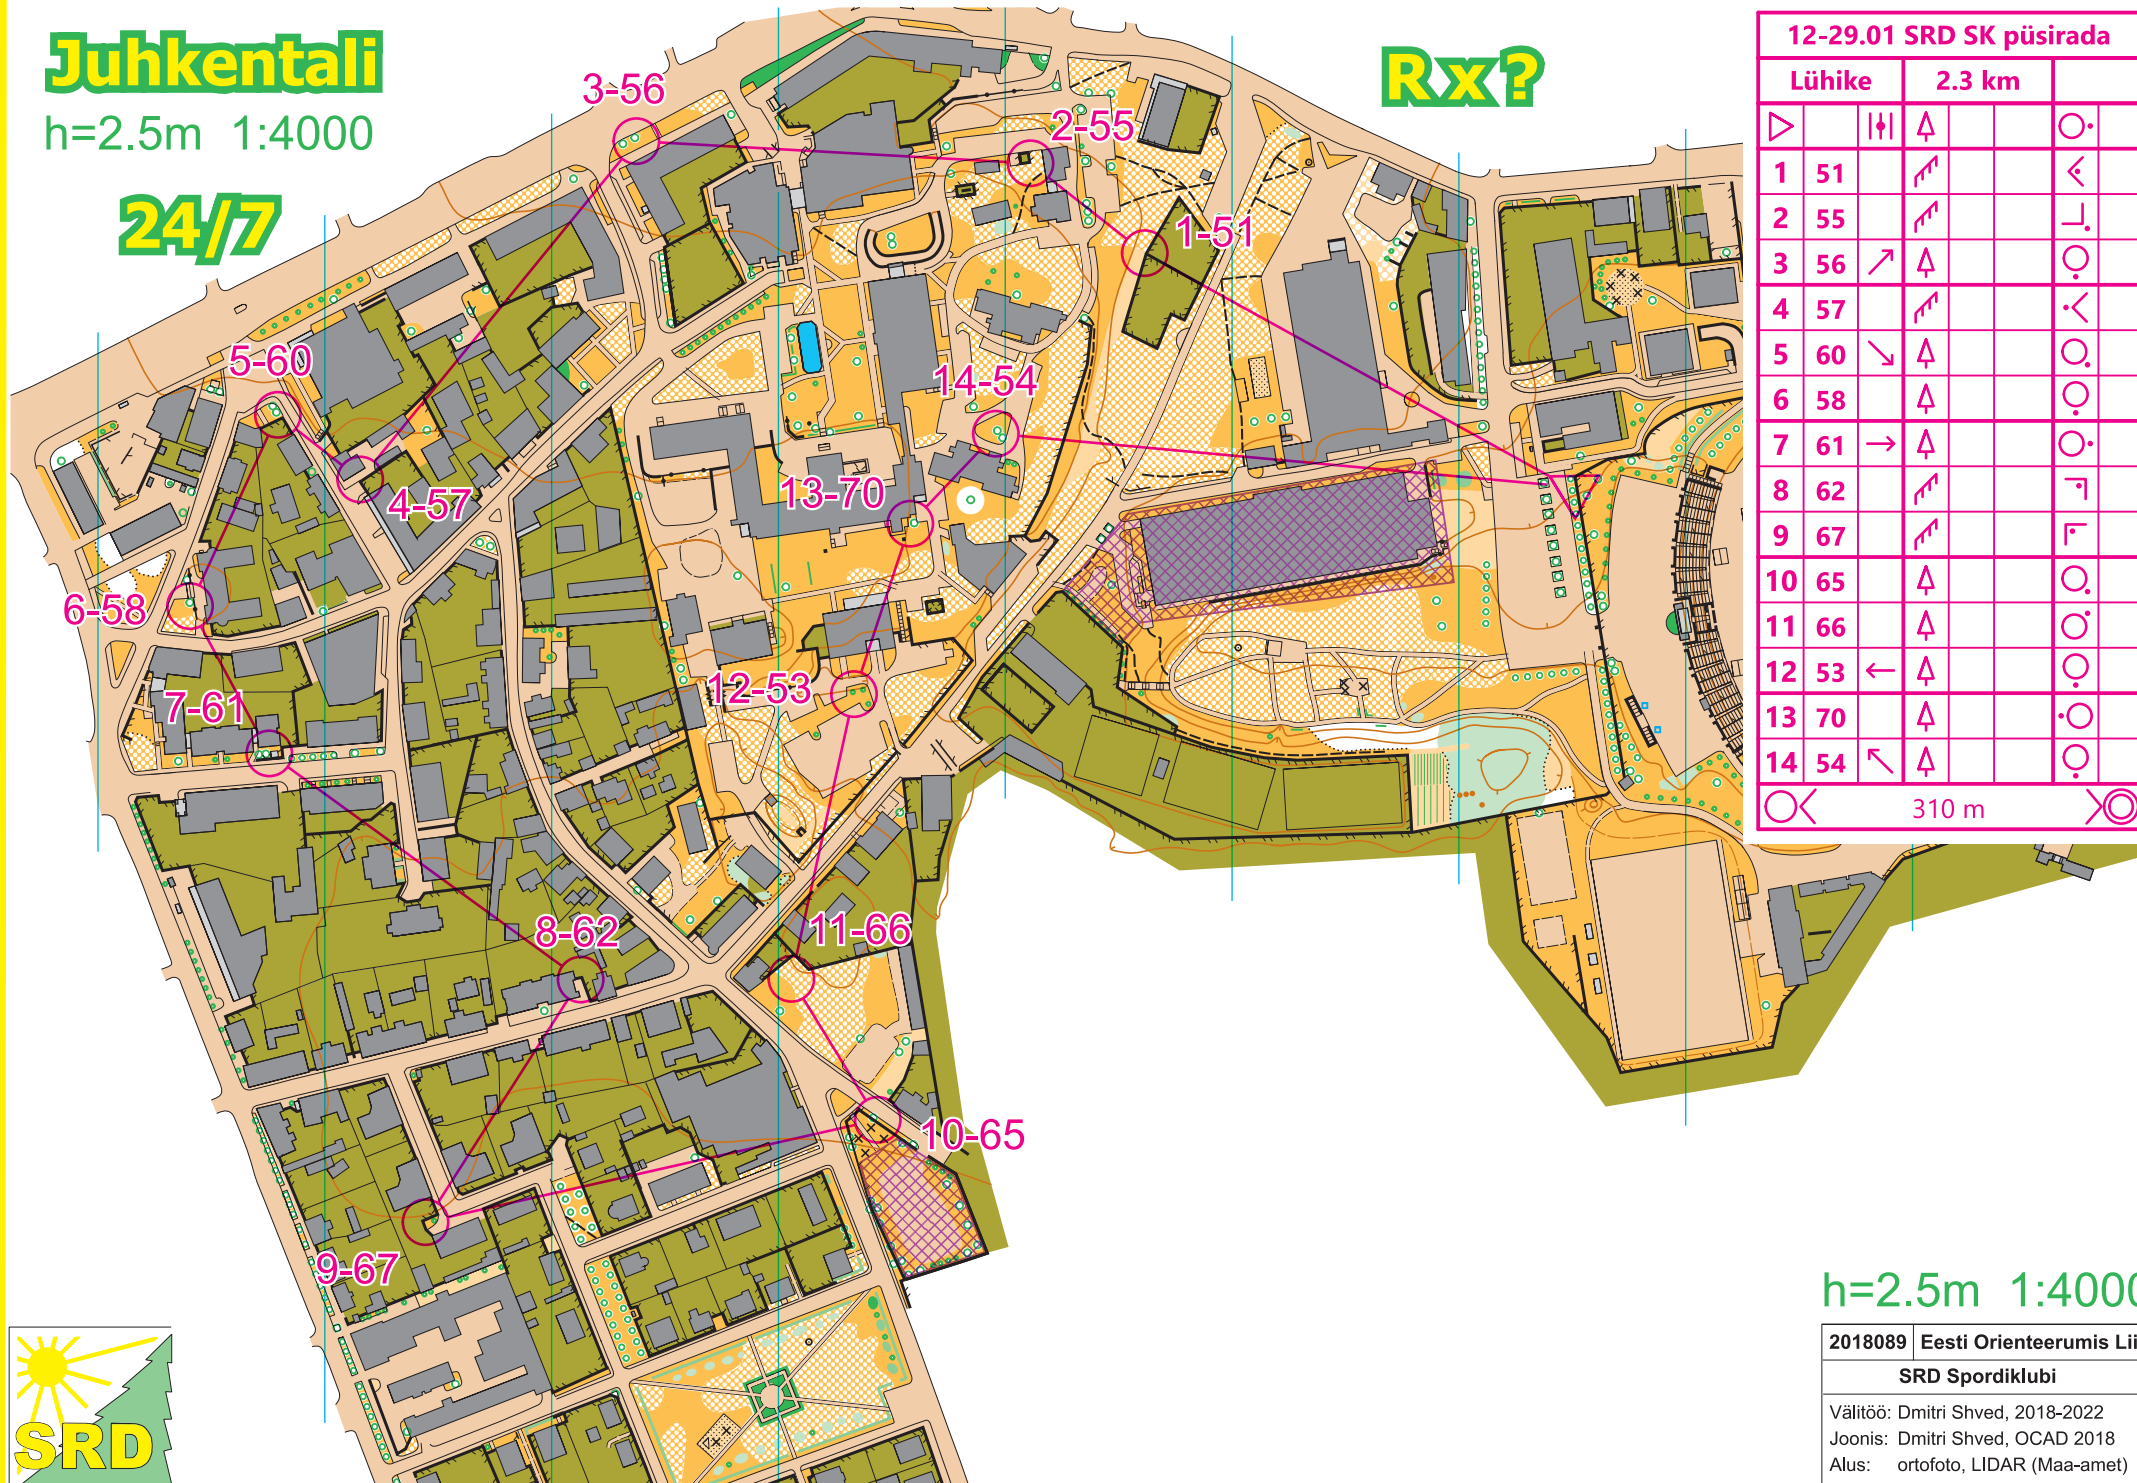 Juhkentali
h=2.5m 1:4000
24/7
Rx?
3-56
2-55
1-51
5-60
14-54
4-57
13-70
6-58
12-53
7-61
8-62
11-66
10-65
9-67
12-29.01 SRD SK püsirada
Lühike 2.3 km
1 51
2 55
3 56
4 57
5 60
6 58
7 61
8 62
9 67
10 65
11 66
12 53
13 70
14 54
310 m
h=2.5m 1:4000
2018089 Eesti Orienteerumis Lii
SRD Spordiklubi
Välitöö: Dmitri Shved, 2018-2022
Joonis: Dmitri Shved, OCAD 2018
Alus: ortofoto, LIDAR (Maa-amet)
SRD